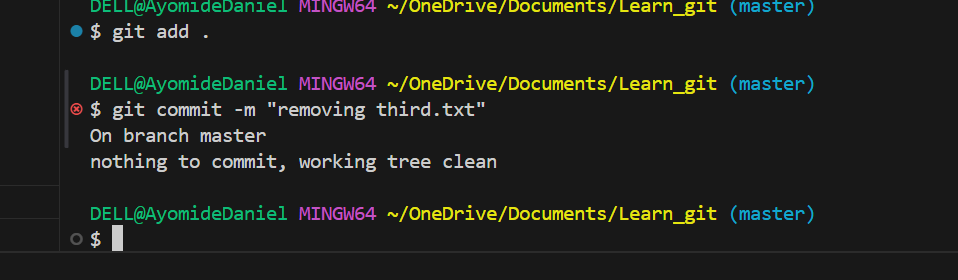 DELL@AyomideDaniel MINGW64 ~/OneDrive/Documents/Learn_git (master)
$ git add .
DELL@AyomideDaniel MINGW64 ~/OneDrive/Documents/Learn_git (master)
$ git commit -m "removing third.txt"
On branch master
nothing to commit, working tree clean
DELL@AyomideDaniel MINGW64 ~/OneDrive/Documents/Learn_git (master)
$